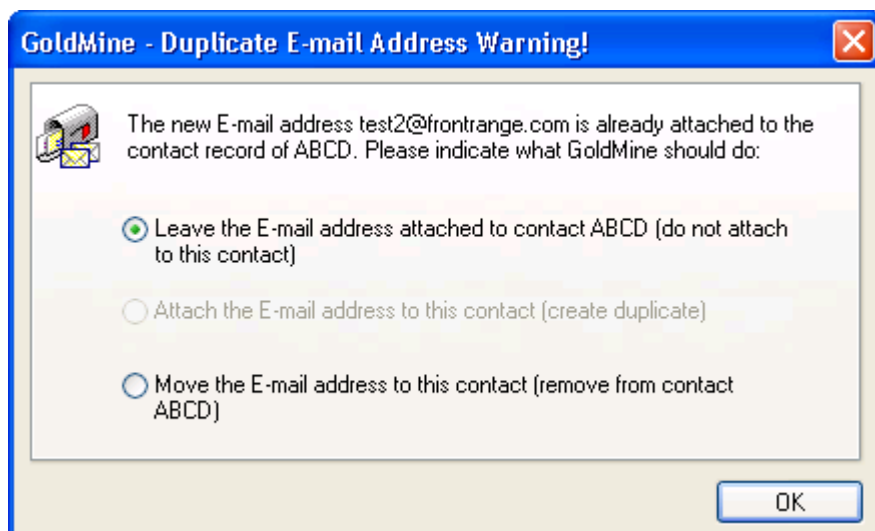 GoldMine - Duplicate E-mail Address Warning!
The new E-mail address test2@frontrange.com is already attached to the
contact record of ABCD. Please indicate what GoldMine should do:
Leave the E-mail address attached to contact ABCD (do not attach
to this contact)
Attach the E-mail address to this contact (create duplicate)
Move the E-mail address to this contact (remove from contact
ABCD)
OK